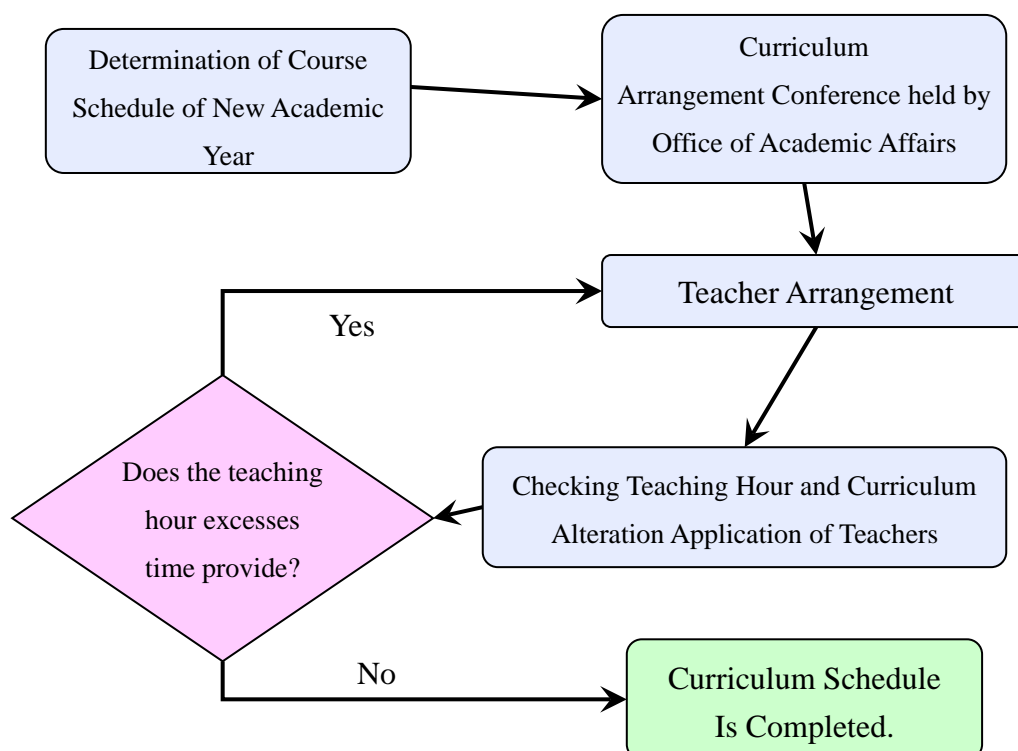 Determination of Course
Schedule of New Academic
Year
Curriculum
Arrangement Conference held by
Office of Academic Affairs
Teacher Arrangement
Yes
Checking Teaching Hour and Curriculum
Alteration Application of Teachers
Does the teaching
hour excesses
time provide?
No
Curriculum Schedule
Is Completed.